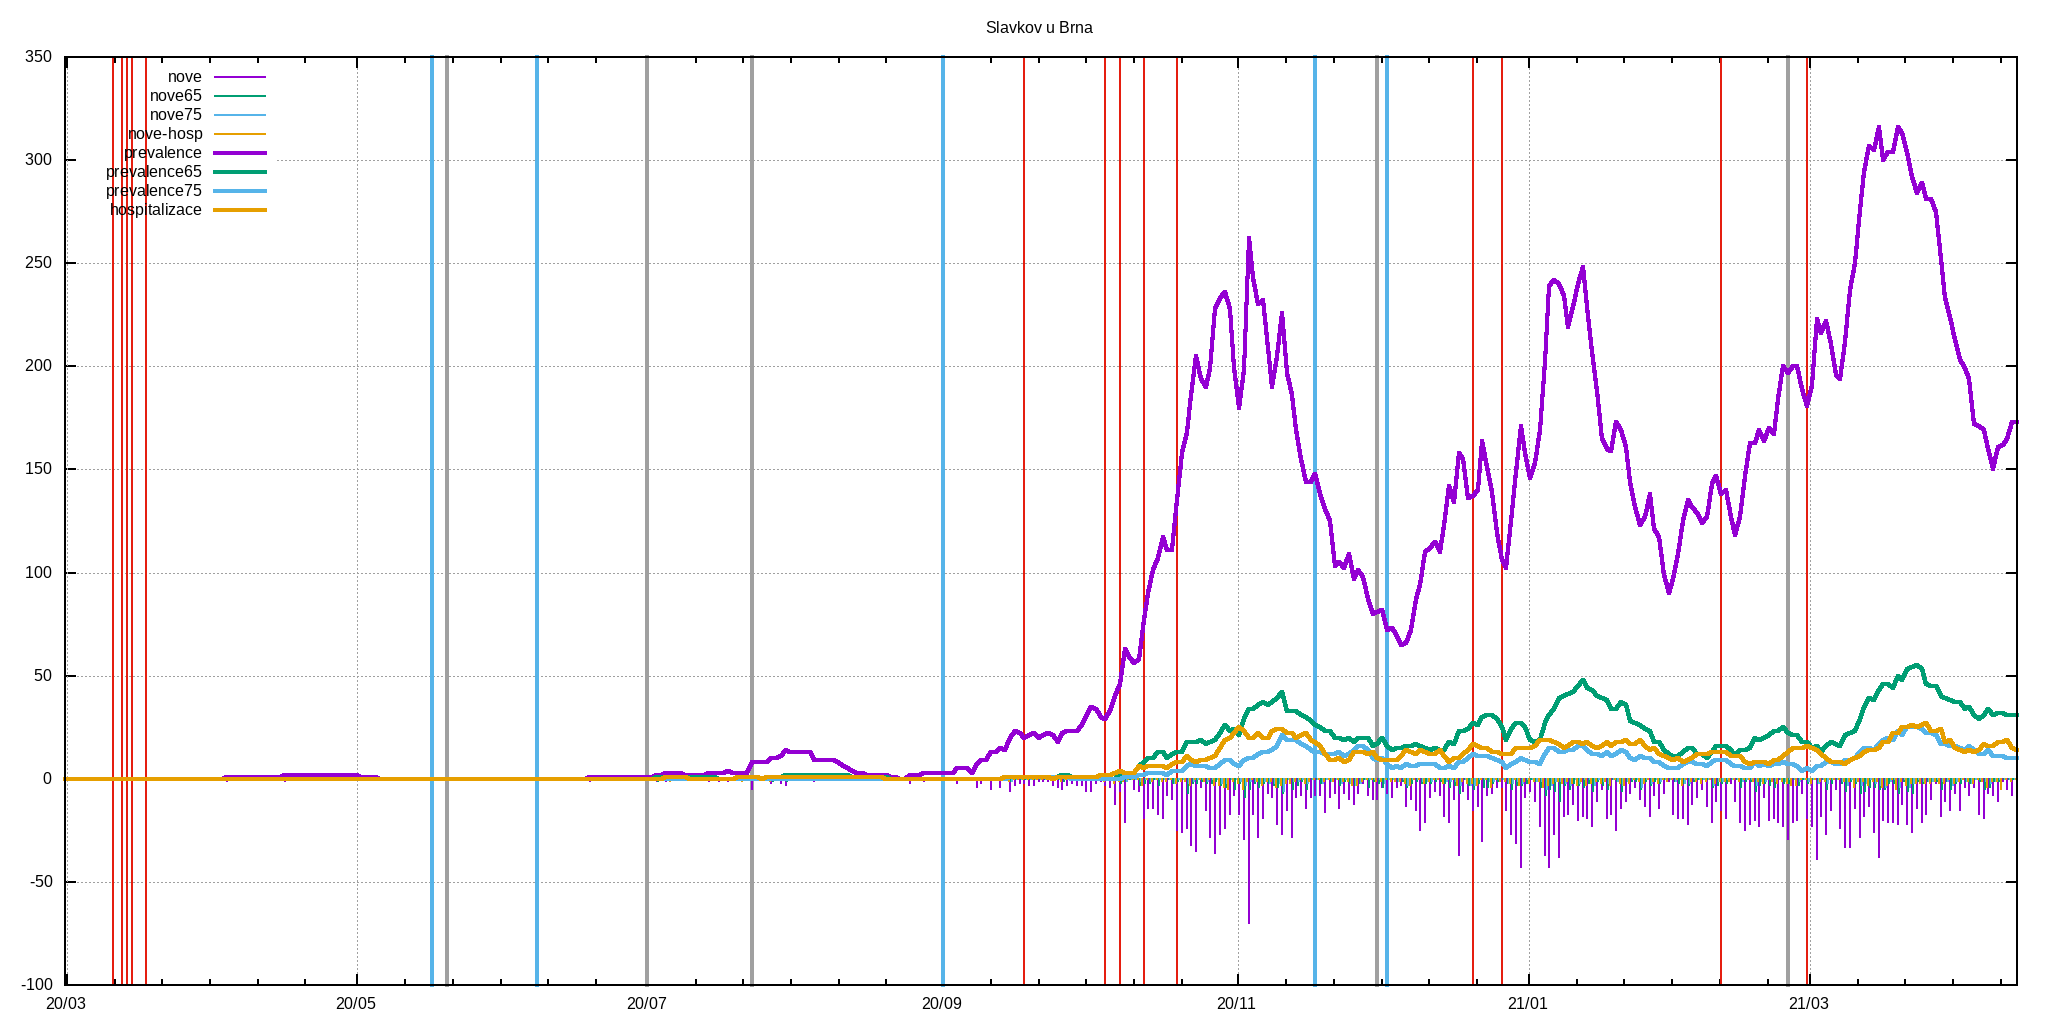 Slavkov u Brna
350
300
250
200
150
100
50
0
-50
-100
nove
nove65
nove75
nove-hosp
prevalence
prevalence65
prevalence75
hospitalizace
20/03 20/05 20/07 20/09 20/11 21/01 21/03